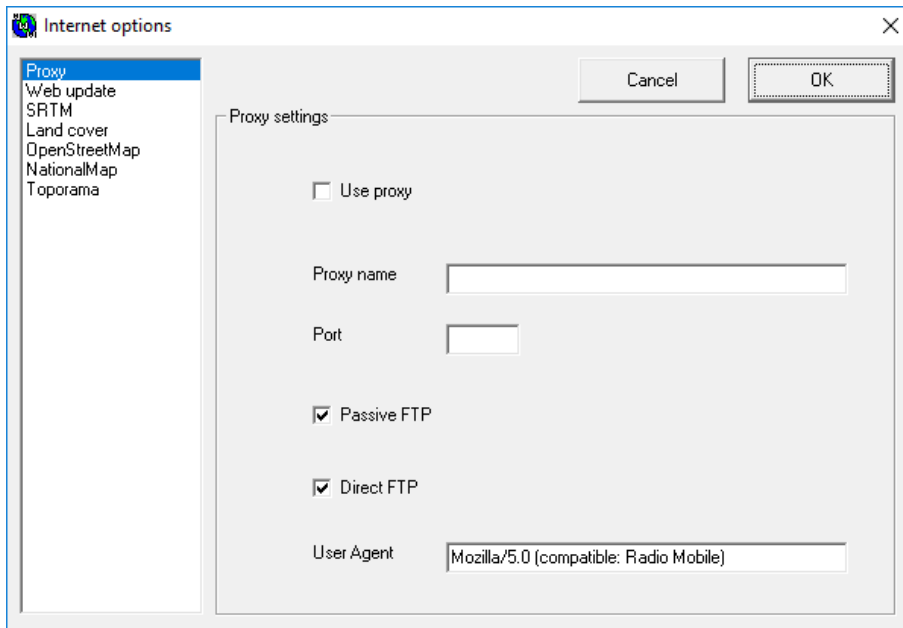 Internet options
Proxy
Web update
SRTM
Land cover
OpenStreetMap
NationalMap
Toporama
Cancel
OK
Proxy settings
Use proxy
Proxy name
Port
Passive FTP
Direct FTP
User Agent
Mozilla/5.0 (compatible: Radio Mobile)